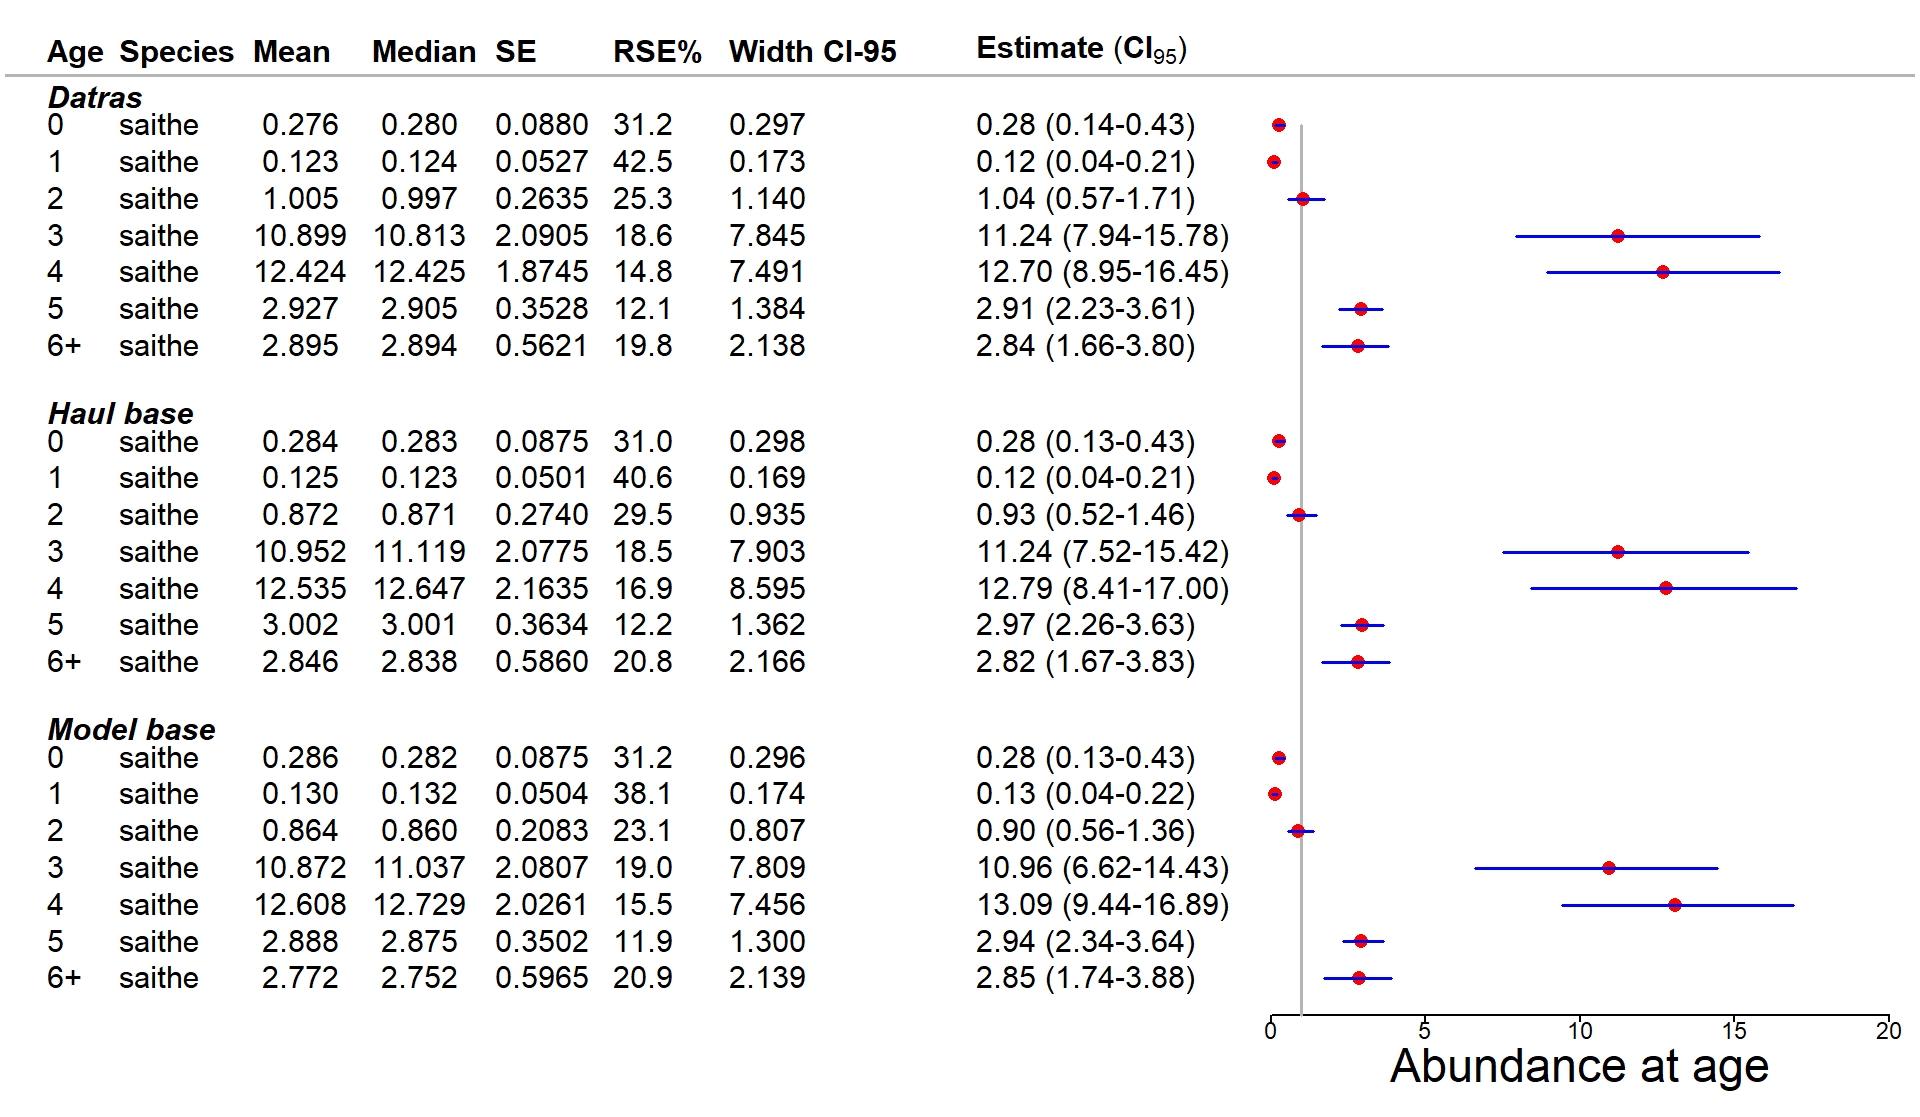 Age Species Mean Median SE RSE% Width CI-95 Estimate (CI95)
Datras
0 saithe 0.276 0.280 0.0880 31.2 0.297 0.28 (0.14-0.43)
1 saithe 0.123 0.124 0.0527 42.5 0.173 0.12 (0.04-0.21)
2 saithe 1.005 0.997 0.2635 25.3 1.140 1.04 (0.57-1.71)
3 saithe 10.899 10.813 2.0905 18.6 7.845 11.24 (7.94-15.78)
4 saithe 12.424 12.425 1.8745 14.8 7.491 12.70 (8.95-16.45)
5 saithe 2.927 2.905 0.3528 12.1 1.384 2.91 (2.23-3.61)
6+ saithe 2.895 2.894 0.5621 19.8 2.138 2.84 (1.66-3.80)
Haul base
0 saithe 0.284 0.283 0.0875 31.0 0.298 0.28 (0.13-0.43)
1 saithe 0.125 0.123 0.0501 40.6 0.169 0.12 (0.04-0.21)
2 saithe 0.872 0.871 0.2740 29.5 0.935 0.93 (0.52-1.46)
3 saithe 10.952 11.119 2.0775 18.5 7.903 11.24 (7.52-15.42)
4 saithe 12.535 12.647 2.1635 16.9 8.595 12.79 (8.41-17.00)
5 saithe 3.002 3.001 0.3634 12.2 1.362 2.97 (2.26-3.63)
6+ saithe 2.846 2.838 0.5860 20.8 2.166 2.82 (1.67-3.83)
Model base
0 saithe 0.286 0.282 0.0875 31.2 0.296 0.28 (0.13-0.43)
1 saithe 0.130 0.132 0.0504 38.1 0.174 0.13 (0.04-0.22)
2 saithe 0.864 0.860 0.2083 23.1 0.807 0.90 (0.56-1.36)
3 saithe 10.872 11.037 2.0807 19.0 7.809 10.96 (6.62-14.43)
4 saithe 12.608 12.729 2.0261 15.5 7.456 13.09 (9.44-16.89)
5 saithe 2.888 2.875 0.3502 11.9 1.300 2.94 (2.34-3.64)
6+ saithe 2.772 2.752 0.5965 20.9 2.139 2.85 (1.74-3.88)
0 5 10 15 20
Abundance at age